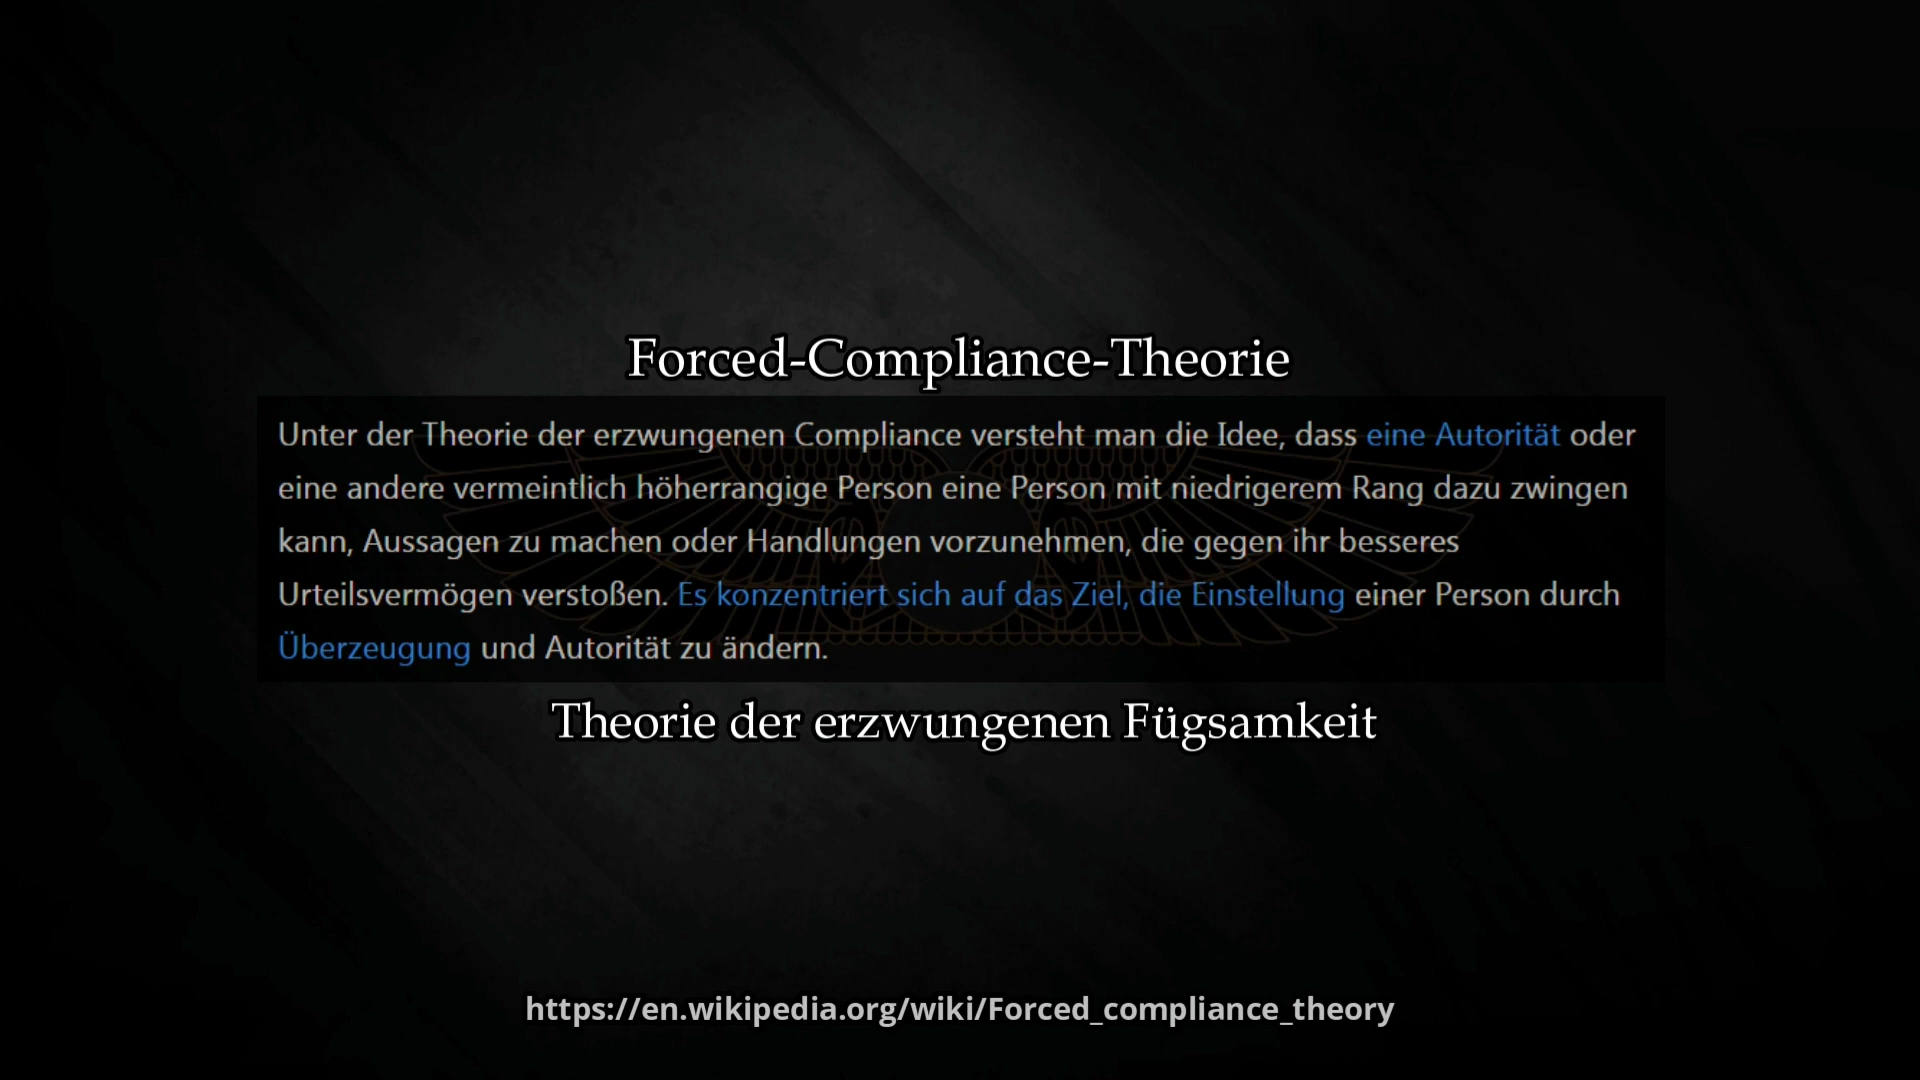 Forced-Compliance-Theorie
Unter der Theorie der erzwungenen Compliance versteht man die Idee, dass eine Autorität oder
eine andere vermeintlich höherrangige Person eine Person mit niedrigerem Rang dazu zwingen
kann, Aussagen zu machen oder Handlungen vorzunehmen, die gegen ihr besseres
Urteilsvermögen verstoßen. Es konzentriert sich auf das Ziel, die Einstellung einer Person durch
Überzeugung und Autorität zu ändern.
Theorie der erzwungenen Fügsamkeit
https://en.wikipedia.org/wiki/Forced_compliance_theory